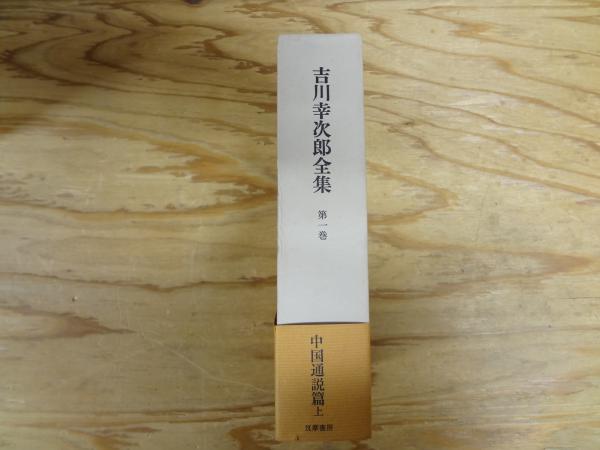 吉川幸次郎全集
第一巻
中国通説篇上
筑摩書房